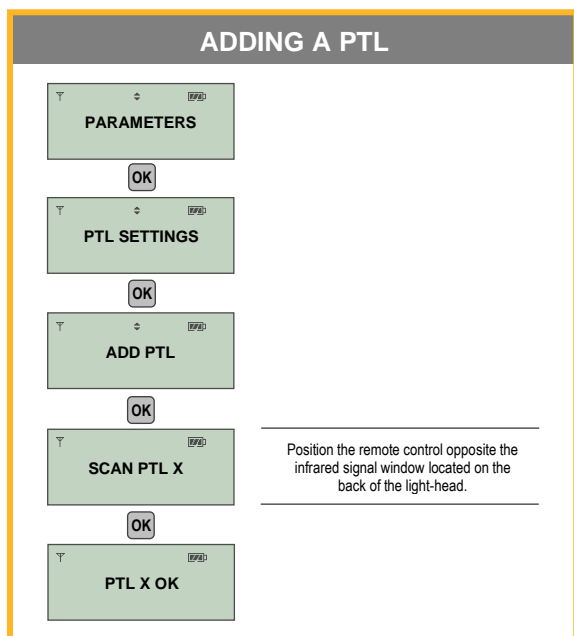 ADDING A PTL
PARAMETERS
OK
PTL SETTINGS
OK
ADD PTL
OK
SCAN PTL X
Position the remote control opposite the
infrared signal window located on the
back of the light-head.
OK
PTL X OK